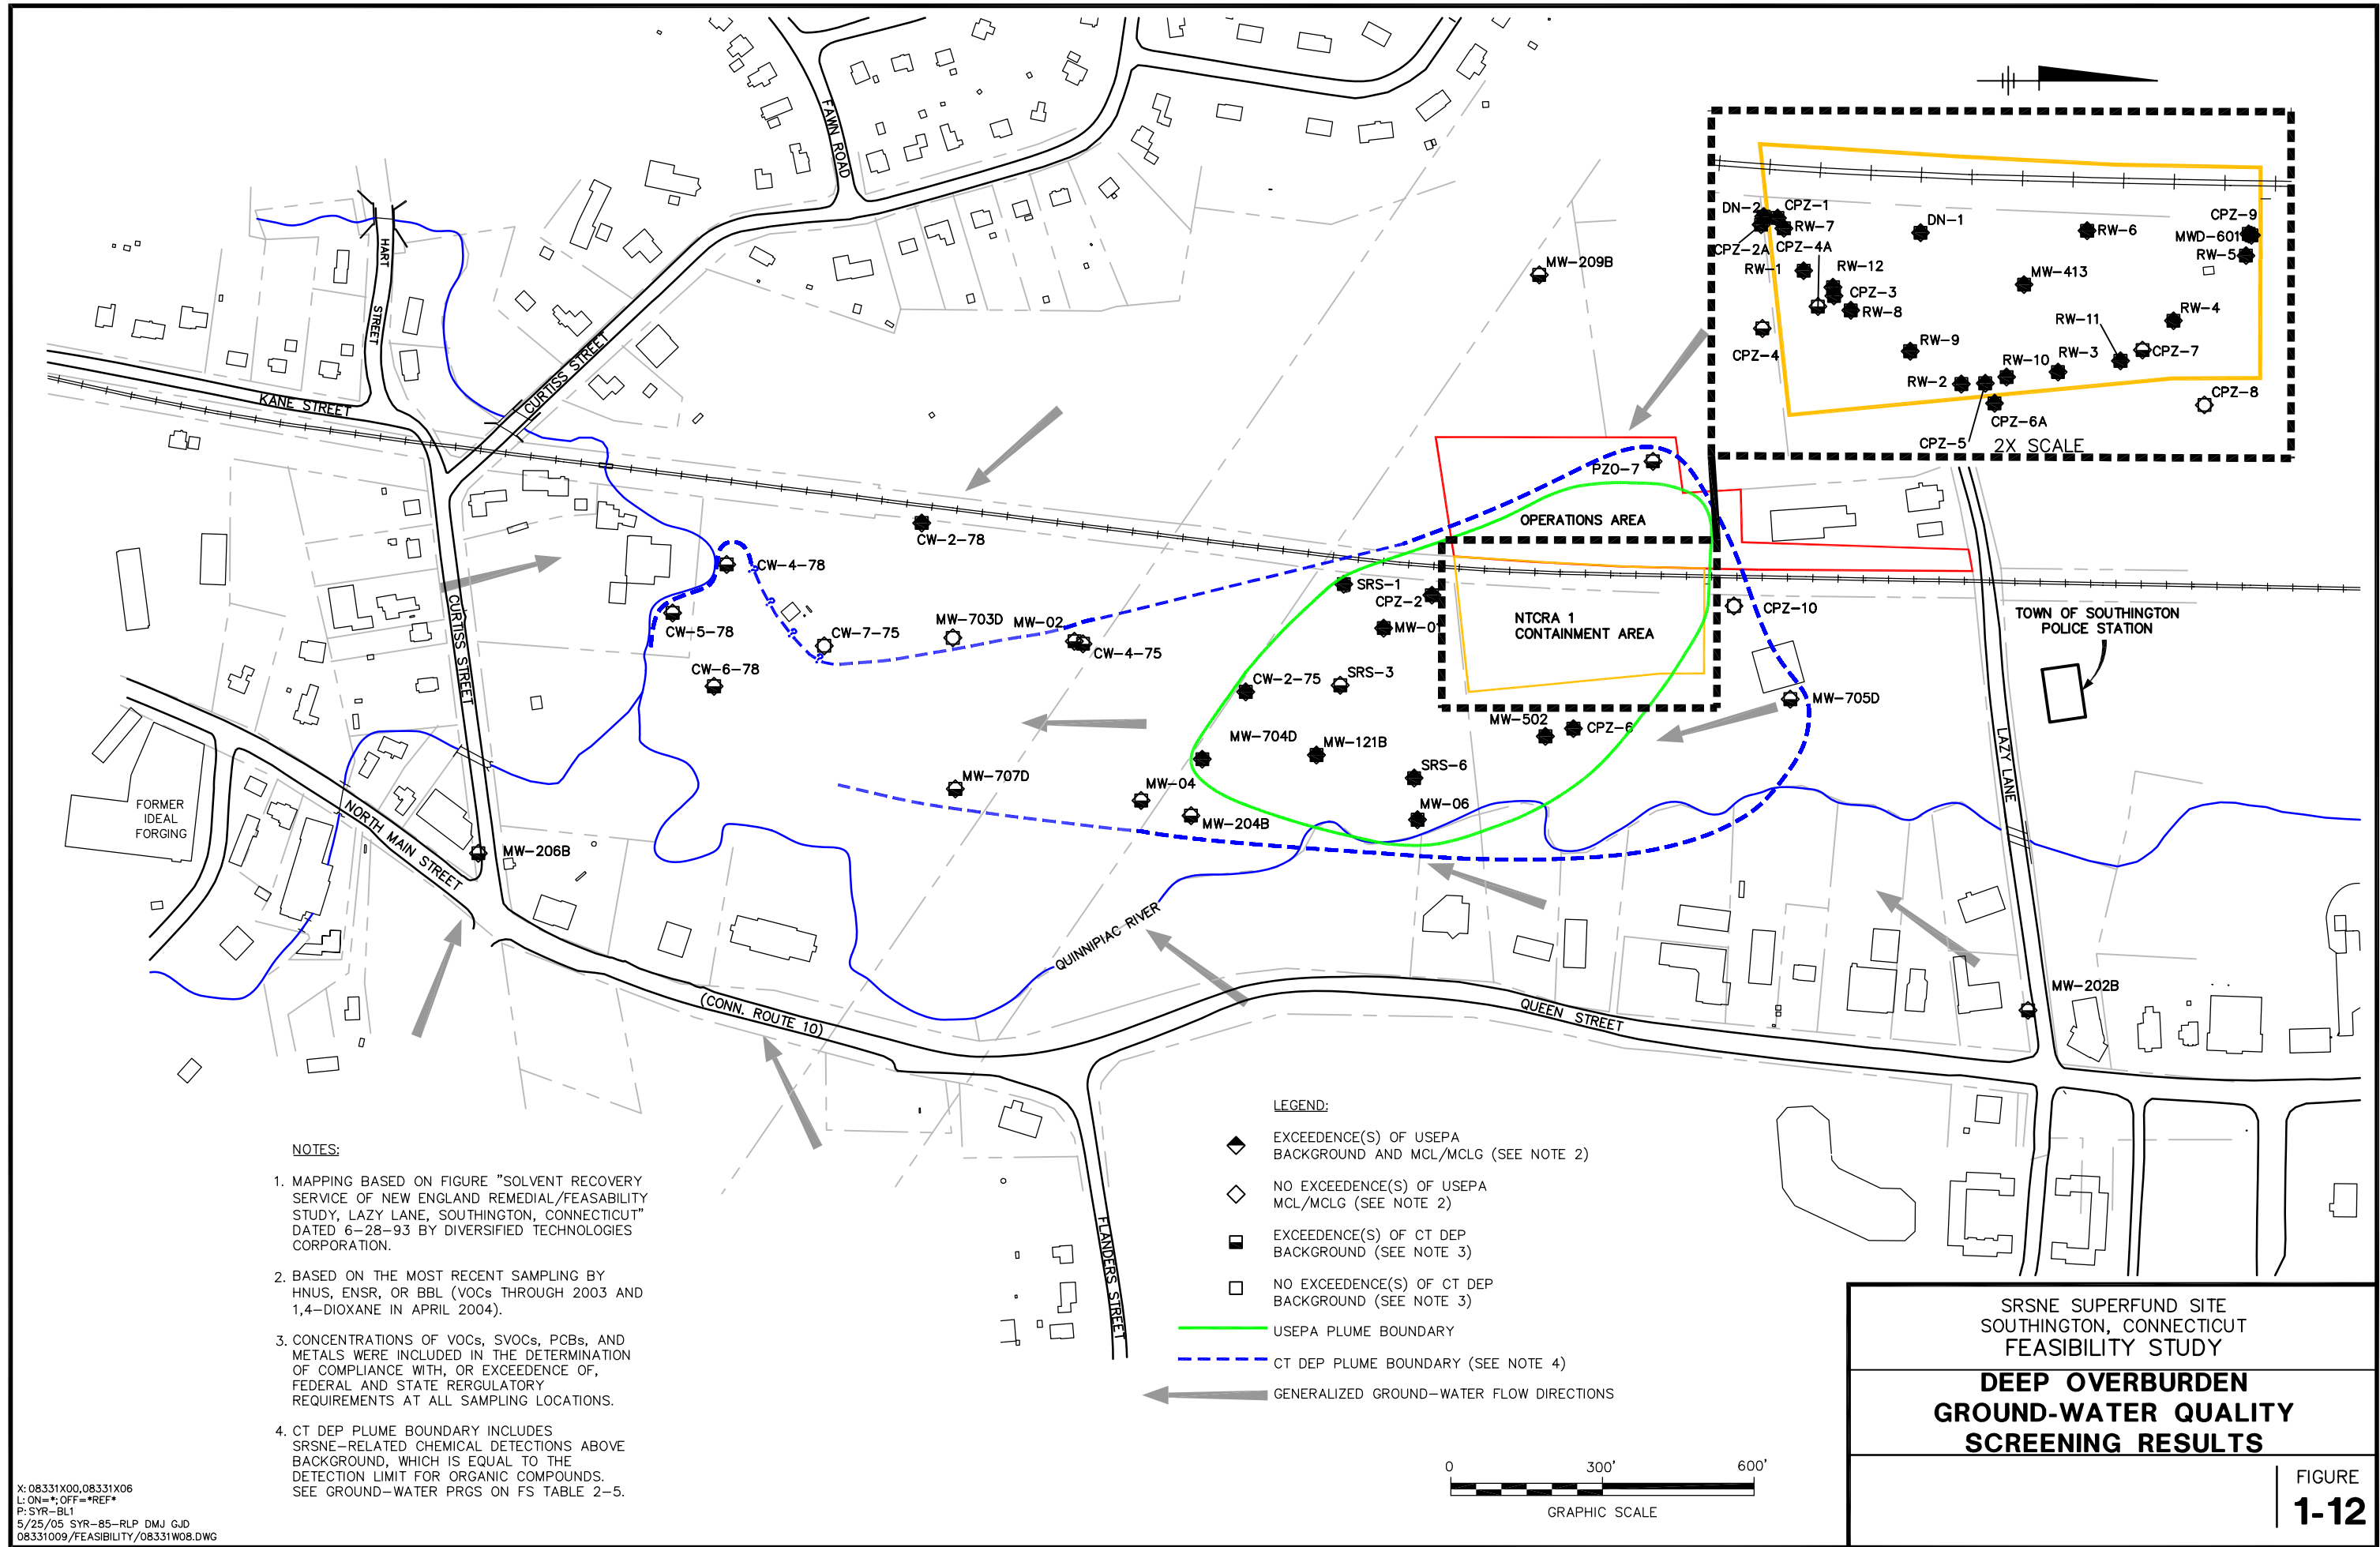 FAWN ROAD
HART
STREET
KANE STREET
CURTISS STREET
CURTISS STREET
NORTH MAIN STREET
(CONN. ROUTE 10)
QUEEN STREET
FLANDERS STREET
LAZY LANE
QUINNIPIAC RIVER
FORMER
IDEAL
FORGING
TOWN OF SOUTHINGTON
POLICE STATION
OPERATIONS AREA
NTCRA 1
CONTAINMENT AREA
MW-209B
PZO-7
CW-2-78
CW-4-78
CW-5-78
CW-6-78
CW-7-75
MW-703D
MW-02
CW-4-75
SRS-1
CPZ-2
MW-01
CW-2-75
SRS-3
CPZ-10
MW-705D
MW-502
CPZ-6
MW-704D
MW-121B
SRS-6
MW-06
MW-707D
MW-04
MW-204B
MW-206B
MW-202B
?
?
?
?
DN-2
CPZ-1
RW-7
CPZ-2A
CPZ-4A
RW-1
RW-12
CPZ-3
RW-8
CPZ-4
DN-1
RW-6
CPZ-9
MWD-601
RW-5
MW-413
RW-4
RW-11
CPZ-7
RW-9
RW-10
RW-3
RW-2
CPZ-8
CPZ-6A
CPZ-5
2X SCALE
NOTES:
1. MAPPING BASED ON FIGURE "SOLVENT RECOVERY
SERVICE OF NEW ENGLAND REMEDIAL/FEASABILITY
STUDY, LAZY LANE, SOUTHINGTON, CONNECTICUT"
DATED 6-28-93 BY DIVERSIFIED TECHNOLOGIES
CORPORATION.
2. BASED ON THE MOST RECENT SAMPLING BY
HNUS, ENSR, OR BBL (VOCs THROUGH 2003 AND
1,4-DIOXANE IN APRIL 2004).
3. CONCENTRATIONS OF VOCs, SVOCs, PCBs, AND
METALS WERE INCLUDED IN THE DETERMINATION
OF COMPLIANCE WITH, OR EXCEEDENCE OF,
FEDERAL AND STATE RERGULATORY
REQUIREMENTS AT ALL SAMPLING LOCATIONS.
4. CT DEP PLUME BOUNDARY INCLUDES
SRSNE-RELATED CHEMICAL DETECTIONS ABOVE
BACKGROUND, WHICH IS EQUAL TO THE
DETECTION LIMIT FOR ORGANIC COMPOUNDS.
SEE GROUND-WATER PRGS ON FS TABLE 2-5.
LEGEND:
EXCEEDENCE(S) OF USEPA
BACKGROUND AND MCL/MCLG (SEE NOTE 2)
NO EXCEEDENCE(S) OF USEPA
MCL/MCLG (SEE NOTE 2)
EXCEEDENCE(S) OF CT DEP
BACKGROUND (SEE NOTE 3)
NO EXCEEDENCE(S) OF CT DEP
BACKGROUND (SEE NOTE 3)
USEPA PLUME BOUNDARY
CT DEP PLUME BOUNDARY (SEE NOTE 4)
GENERALIZED GROUND-WATER FLOW DIRECTIONS
0 300' 600'
GRAPHIC SCALE
SRSNE SUPERFUND SITE
SOUTHINGTON, CONNECTICUT
FEASIBILITY STUDY
DEEP OVERBURDEN
GROUND-WATER QUALITY
SCREENING RESULTS
FIGURE
1-12
X: 08331X00,08331X06
L: ON=*;OFF=*REF*
P: SYR-BL1
5/25/05 SYR-85-RLP DMJ GJD
08331009/FEASIBILITY/08331W08.DWG